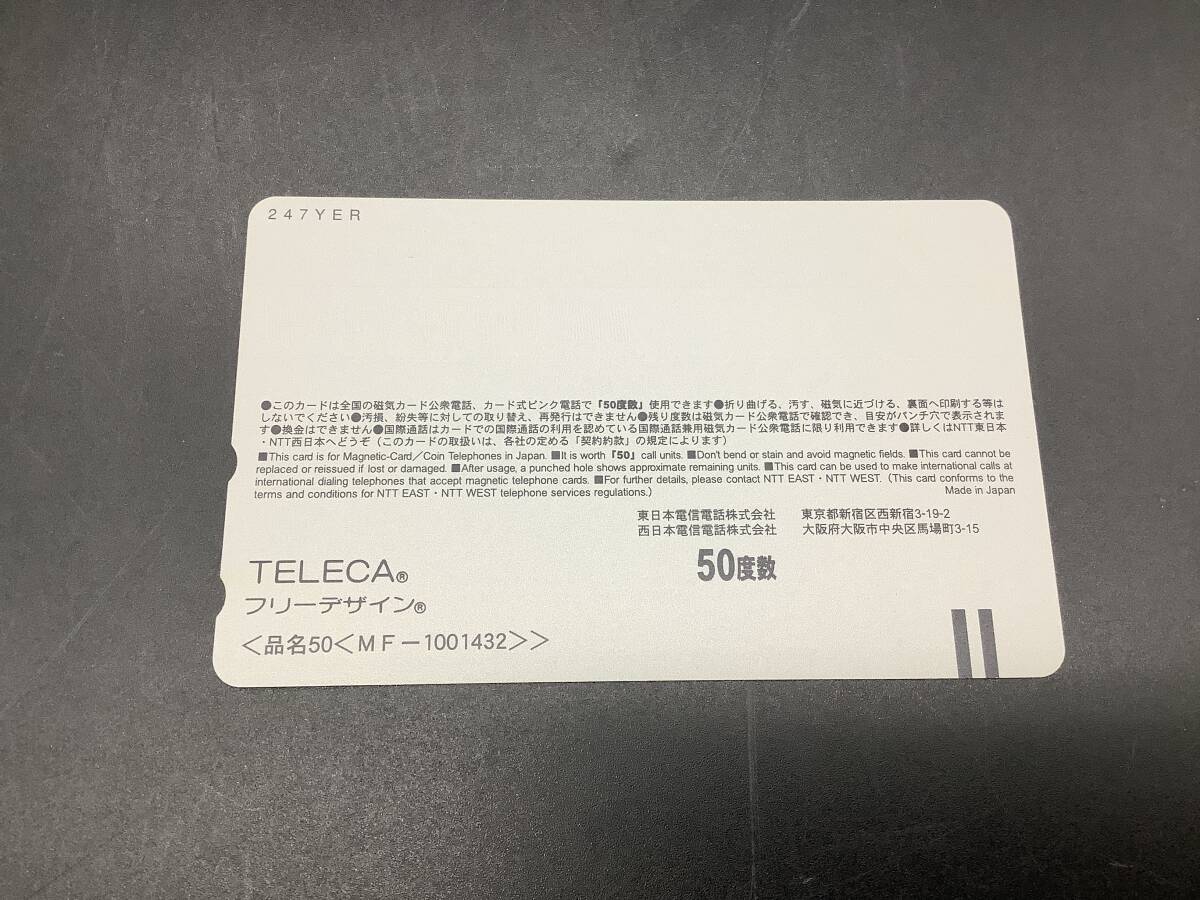 247YER
●このカードは全国の磁気カード公衆電話、カード式ピンク電話で『50度数』使用できます●折り曲げる、汚す、磁気に近づける、裏面へ印刷する等は
しないでください●汚損、紛失等に対しての取り替え、再発行はできません●残り度数は磁気カード公衆電話で確認でき、目安がパンチ穴で表示されま
す●換金はできません●国際通話はカードでの国際通話の利用を認めている国際通話兼用磁気カード公衆電話に限り利用できます●詳しくはNTT東日本
・NTT西日本へどうぞ（このカードの取扱いは、各社の定める「契約約款」の規定によります）
■This card is for Magnetic-Card／Coin Telephones in Japan. ■It is worth『50』call units. ■Don't bend or stain and avoid magnetic fields. ■This card cannot be
replaced or reissued if lost or damaged. ■After usage, a punched hole shows approximate remaining units. ■This card can be used to make international calls at
international dialing telephones that accept magnetic telephone cards. ■For further details, please contact NTT EAST・NTT WEST. (This card conforms to the
terms and conditions for NTT EAST・NTT WEST telephone services regulations.) Made in Japan
東日本電信電話株式会社 東京都新宿区西新宿3-19-2
西日本電信電話株式会社 大阪府大阪市中央区馬場町3-15
50度数
TELECA®
フリーデザイン®
＜品名50＜MF－1001432＞＞